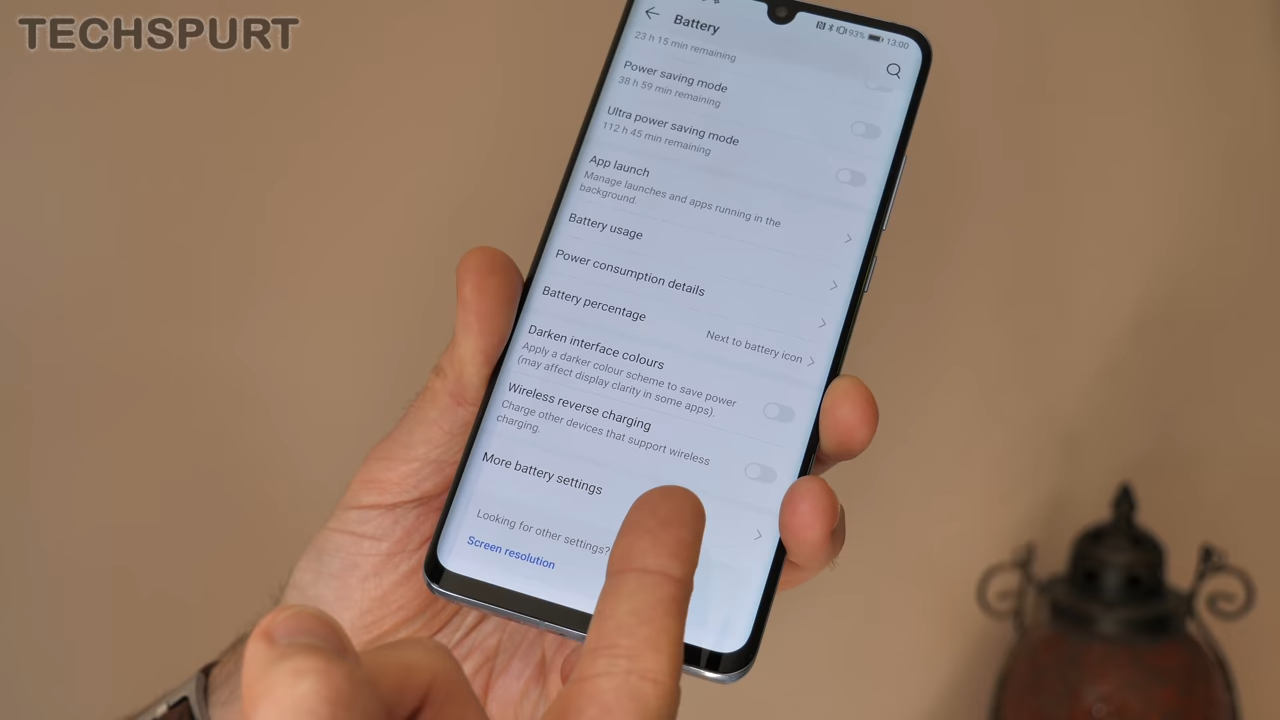 TECHSPURT
Battery
93%
13:00
23 h 15 min remaining
Power saving mode
38 h 59 min remaining
Ultra power saving mode
112 h 45 min remaining
App launch
Manage launches and apps running in the
background.
Battery usage
Power consumption details
Battery percentage
Next to battery icon
Darken interface colours
Apply a darker colour scheme to save power
(may affect display clarity in some apps).
Wireless reverse charging
Charge other devices that support wireless
charging.
More battery settings
Looking for other settings?
Screen resolution